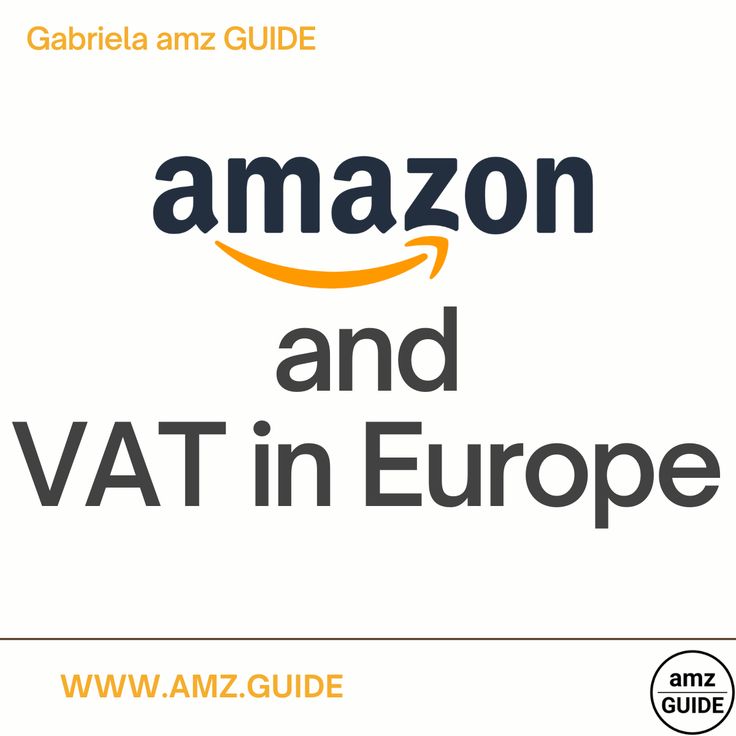 Gabriela amz GUIDE
amazon
and
VAT in Europe
WWW.AMZ.GUIDE
amz
GUIDE